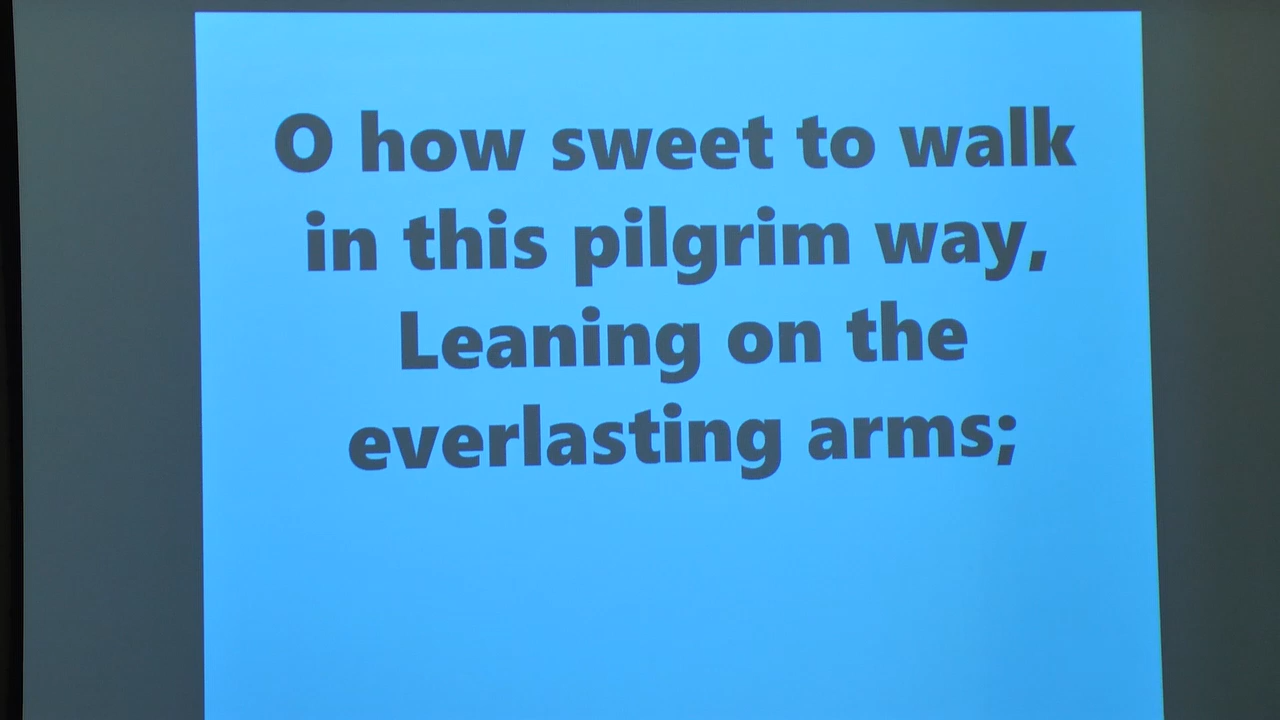 O how sweet to walk
in this pilgrim way,
Leaning on the
everlasting arms;